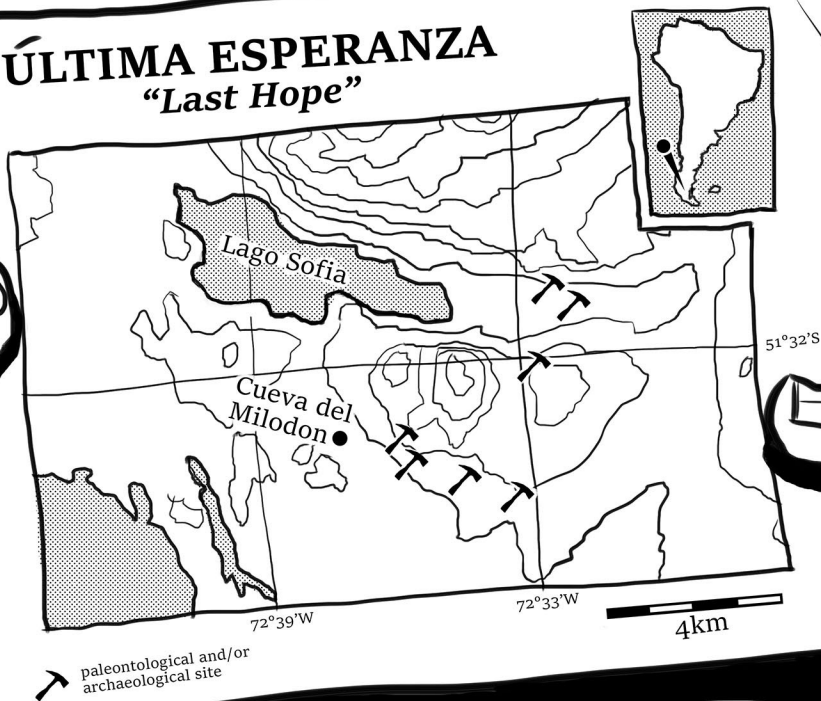 ÚLTIMA ESPERANZA
“Last Hope”
Lago Sofia
51°32’S
Cueva del
Milodon
72°39’W
72°33’W
4km
paleontological and/or
archaeological site